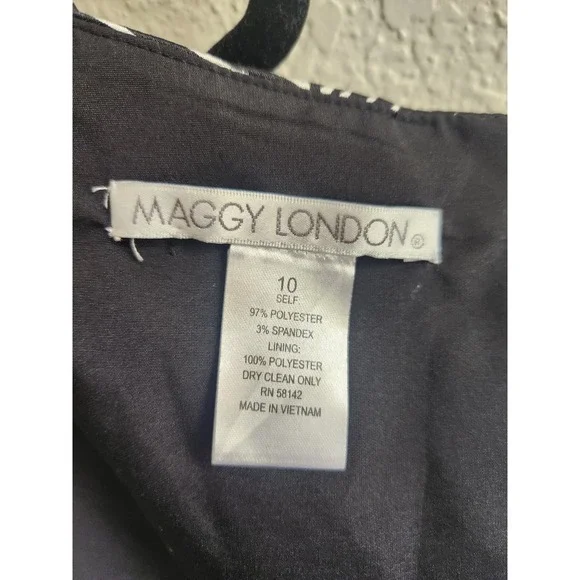 MAGGY LONDON®
10
SELF
97% POLYESTER
3% SPANDEX
LINING:
100% POLYESTER
DRY CLEAN ONLY
RN 58142
MADE IN VIETNAM